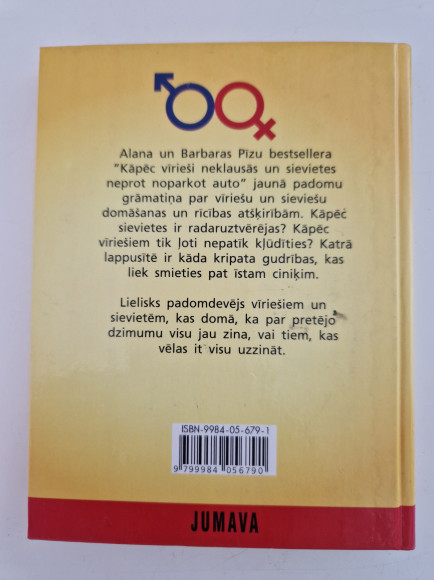 Alana un Barbaras Pīzu bestsellera
"Kāpēc vīrieši neklausās un sievietes
neprot noparkot auto" jaunā padomu
grāmatiņa par vīriešu un sieviešu
domāšanas un rīcības atšķirībām. Kāpēc
sievietes ir radaruztvērējas? Kāpēc
vīriešiem tik ļoti nepatīk kļūdīties? Katrā
lappusītē ir kāda kripata gudrības, kas
liek smieties pat īstam ciniķim.
Lielisks padomdevējs vīriešiem un
sievietēm, kas domā, ka par pretējo
dzimumu visu jau zina, vai tiem, kas
vēlas it visu uzzināt.
ISBN-9984-05-679-1
9 799984 056790
JUMAVA